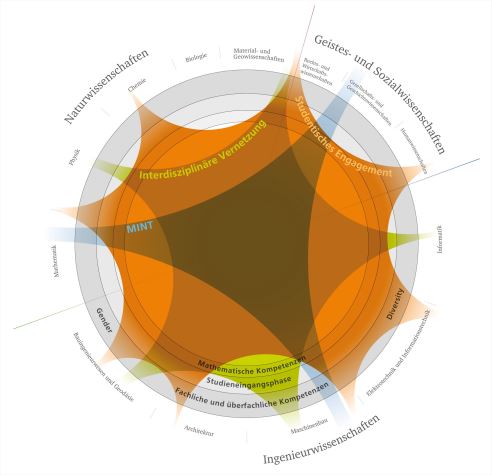 Geistes- und Sozialwissenschaften
Naturwissenschaften
Material- und
Geowissenschaften
Biologie
Chemie
Physik
Mathematik
Rechts- und
Wirtschafts-
wissenschaften
Gesellschafts- und
Geschichtswissenschaften
Humanwissenschaften
Informatik
Elektrotechnik und Informationstechnik
Maschinenbau
Architektur
Bauingenieurwesen und Geodäsie
Ingenieurwissenschaften
Interdisziplinäre Vernetzung
Studentisches Engagement
MINT
Gender
Diversity
Mathematische Kompetenzen
Studieneingangsphase
Fachliche und überfachliche Kompetenzen